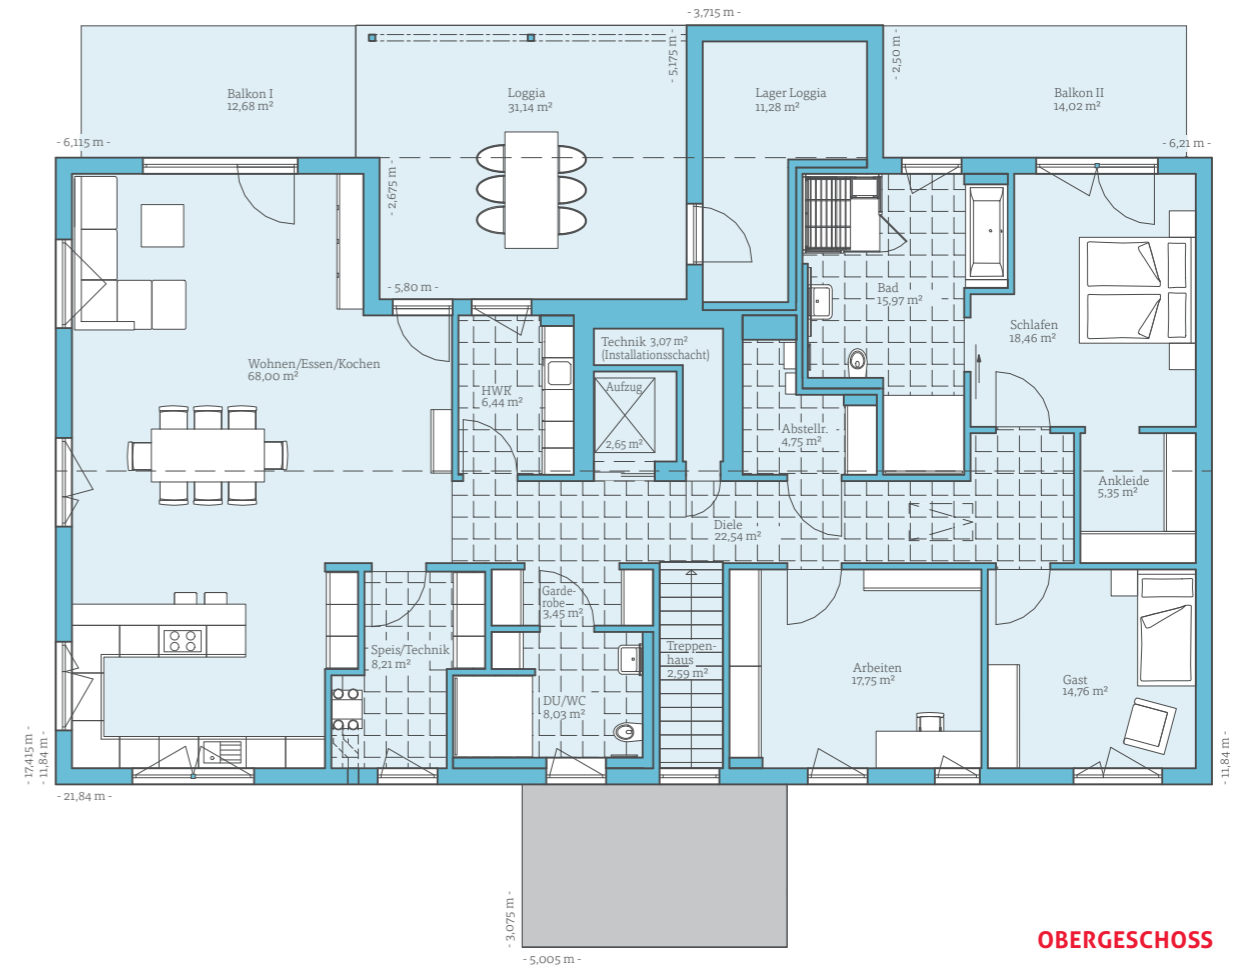 - 3,715 m -
Balkon I
12,68 m²
Loggia
31,14 m²
- 5,175 m -
Lager Loggia
11,28 m²
- 2,50 m -
Balkon II
14,02 m²
- 6,115 m -
- 6,21 m -
- 2,675 m -
- 5,80 m -
Bad
15,97 m²
Schlafen
18,46 m²
Technik 3,07 m²
(Installationsschacht)
Wohnen/Essen/Kochen
68,00 m²
HWR
6,44 m²
Aufzug
2,65 m²
Abstellr.
4,75 m²
Ankleide
5,35 m²
Diele
22,54 m²
Garde-
robe
3,45 m²
Speis/Technik
8,21 m²
Treppen-
haus
2,59 m²
Arbeiten
17,75 m²
Gast
14,76 m²
DU/WC
8,03 m²
- 17,415 m -
- 11,84 m -
- 11,84 m -
- 21,84 m -
- 3,075 m -
- 5,005 m -
OBERGESCHOSS